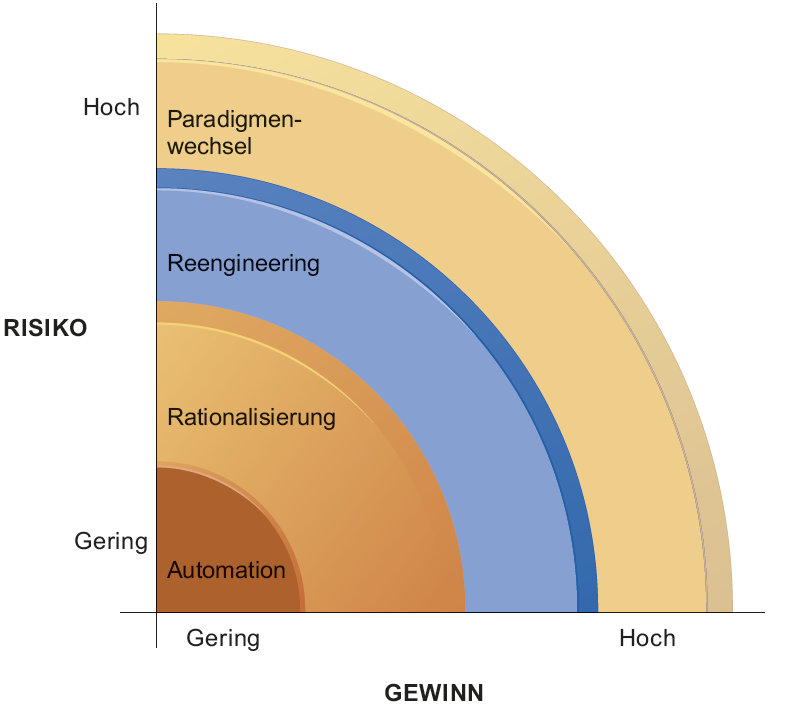 Hoch
Paradigmen-
wechsel
Reengineering
RISIKO
Rationalisierung
Gering
Automation
Gering
Hoch
GEWINN